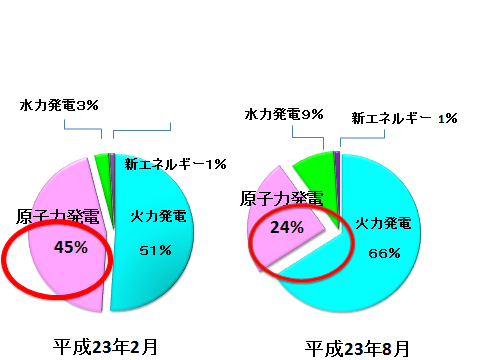 水力発電3%
新エネルギー1%
原子力発電
45%
火力発電
51%
平成23年2月
水力発電9%
新エネルギー 1%
原子力発電
24%
火力発電
66%
平成23年8月